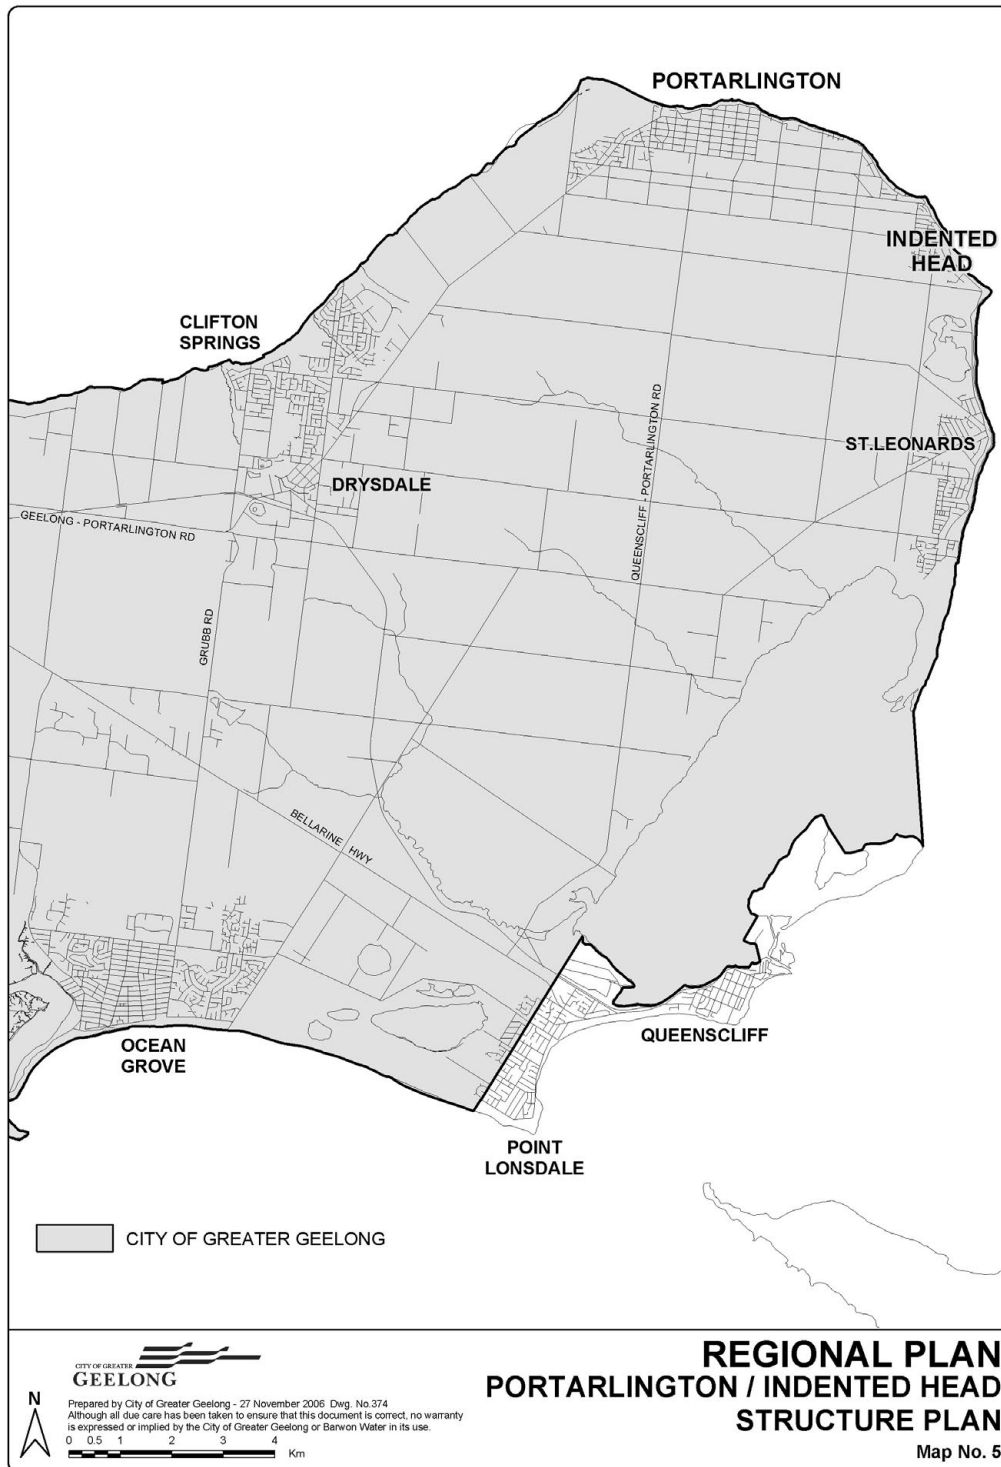 PORTARLINGTON
INDENTED
HEAD
CLIFTON
SPRINGS
QUEENSCLIFF - PORTARLINGTON RD
ST.LEONARDS
DRYSDALE
GEELONG - PORTARLINGTON RD
GRUBB RD
BELLARINE HWY
OCEAN
GROVE
QUEENSCLIFF
POINT
LONSDALE
CITY OF GREATER GEELONG
CITY OF GREATER
GEELONG
N
Prepared by City of Greater Geelong - 27 November 2006 Dwg. No.374
Although all due care has been taken to ensure that this document is correct, no warranty
is expressed or implied by the City of Greater Geelong or Barwon Water in its use.
0 0.5 1 2 3 4
Km
REGIONAL PLAN
PORTARLINGTON / INDENTED HEAD
STRUCTURE PLAN
Map No. 5